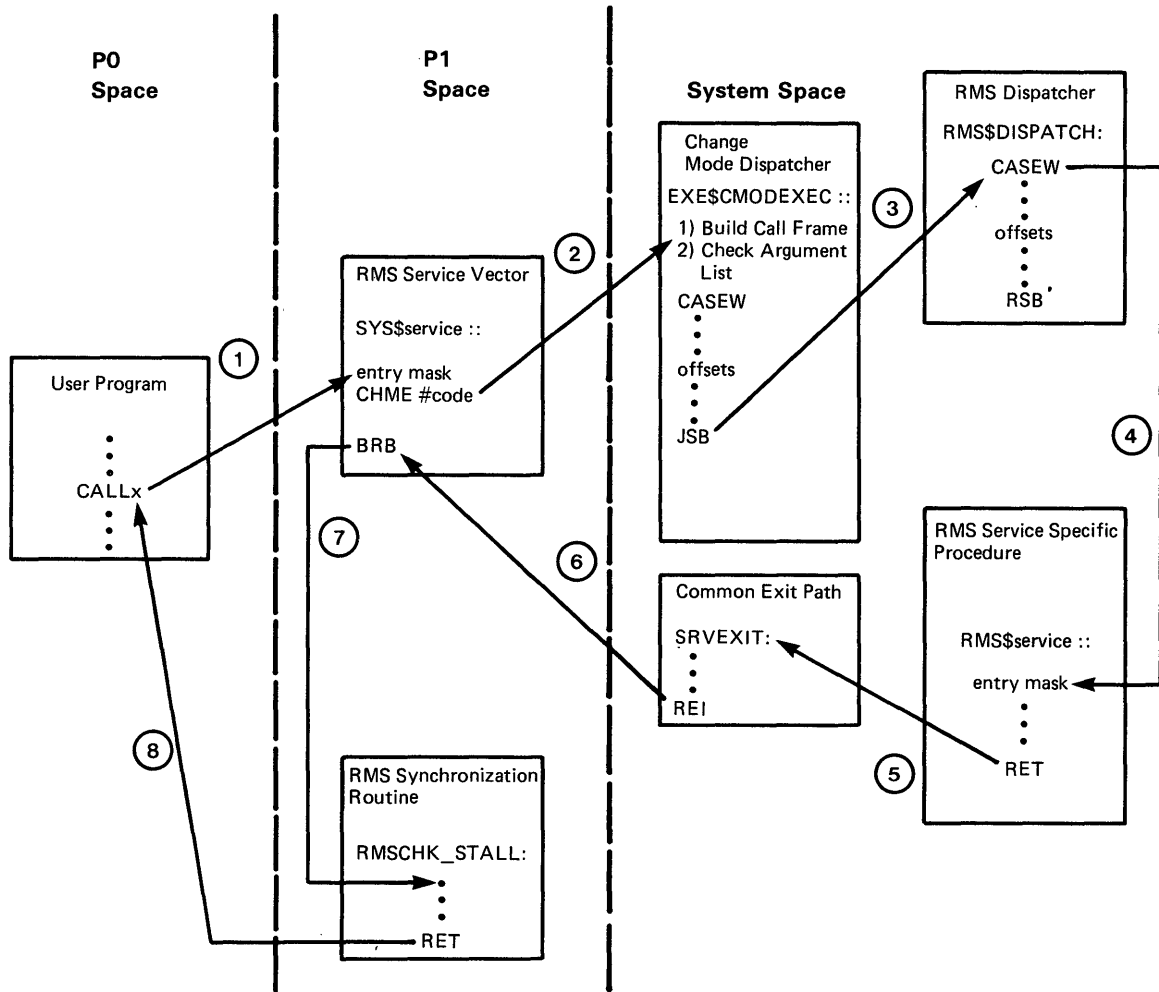 P0
Space
P1
Space
System Space
User Program
CALLx
1
RMS Service Vector
SYS$service ::
entry mask
CHME #code
BRB
2
Change
Mode Dispatcher
EXE$CMODEXEC ::
1) Build Call Frame
2) Check Argument
List
CASEW
offsets
JSB
3
RMS Dispatcher
RMS$DISPATCH:
CASEW
offsets
RSB
4
RMS Service Specific
Procedure
RMS$service ::
entry mask
RET
5
Common Exit Path
SRVEXIT:
REI
6
7
RMS Synchronization
Routine
RMSCHK_STALL:
RET
8